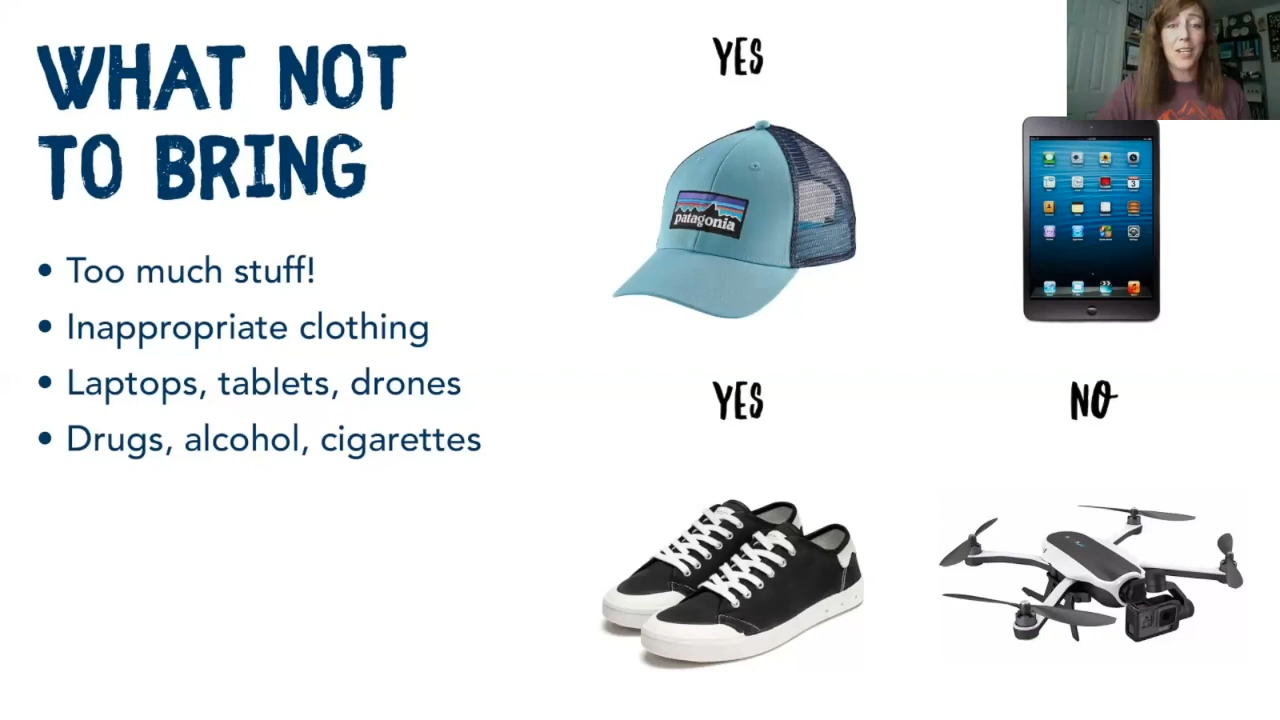 WHAT NOT
TO BRING
• Too much stuff!
• Inappropriate clothing
• Laptops, tablets, drones
• Drugs, alcohol, cigarettes
YES
patagonia
YES
NO